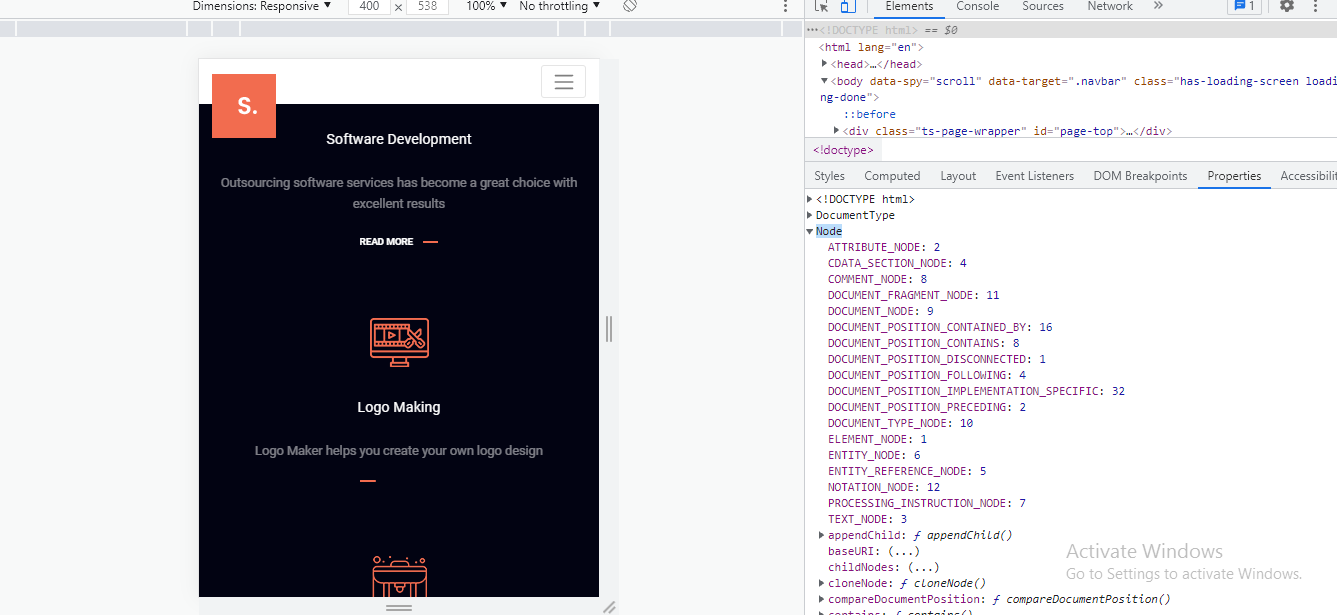 Dimensions: Responsive ▼ 400 × 538 100% ▼ No throttling ▼
Elements Console Sources Network » 1
S.
Software Development
Outsourcing software services has become a great choice with
excellent results
READ MORE
Logo Making
Logo Maker helps you create your own logo design
···<!DOCTYPE html> == $0
<html lang="en">
▶<head>…</head>
▼<body data-spy="scroll" data-target=".navbar" class="has-loading-screen loadi
ng-done">
::before
▶<div class="ts-page-wrapper" id="page-top">…</div>
<!doctype>
Styles Computed Layout Event Listeners DOM Breakpoints Properties Accessibilit
▶<!DOCTYPE html>
▶DocumentType
▼Node
ATTRIBUTE_NODE: 2
CDATA_SECTION_NODE: 4
COMMENT_NODE: 8
DOCUMENT_FRAGMENT_NODE: 11
DOCUMENT_NODE: 9
DOCUMENT_POSITION_CONTAINED_BY: 16
DOCUMENT_POSITION_CONTAINS: 8
DOCUMENT_POSITION_DISCONNECTED: 1
DOCUMENT_POSITION_FOLLOWING: 4
DOCUMENT_POSITION_IMPLEMENTATION_SPECIFIC: 32
DOCUMENT_POSITION_PRECEDING: 2
DOCUMENT_TYPE_NODE: 10
ELEMENT_NODE: 1
ENTITY_NODE: 6
ENTITY_REFERENCE_NODE: 5
NOTATION_NODE: 12
PROCESSING_INSTRUCTION_NODE: 7
TEXT_NODE: 3
▶appendChild: ƒ appendChild()
baseURI: (...)
childNodes: (...)
▶cloneNode: ƒ cloneNode()
▶compareDocumentPosition: ƒ compareDocumentPosition()
▶contains: ƒ contains()
Activate Windows
Go to Settings to activate Windows.